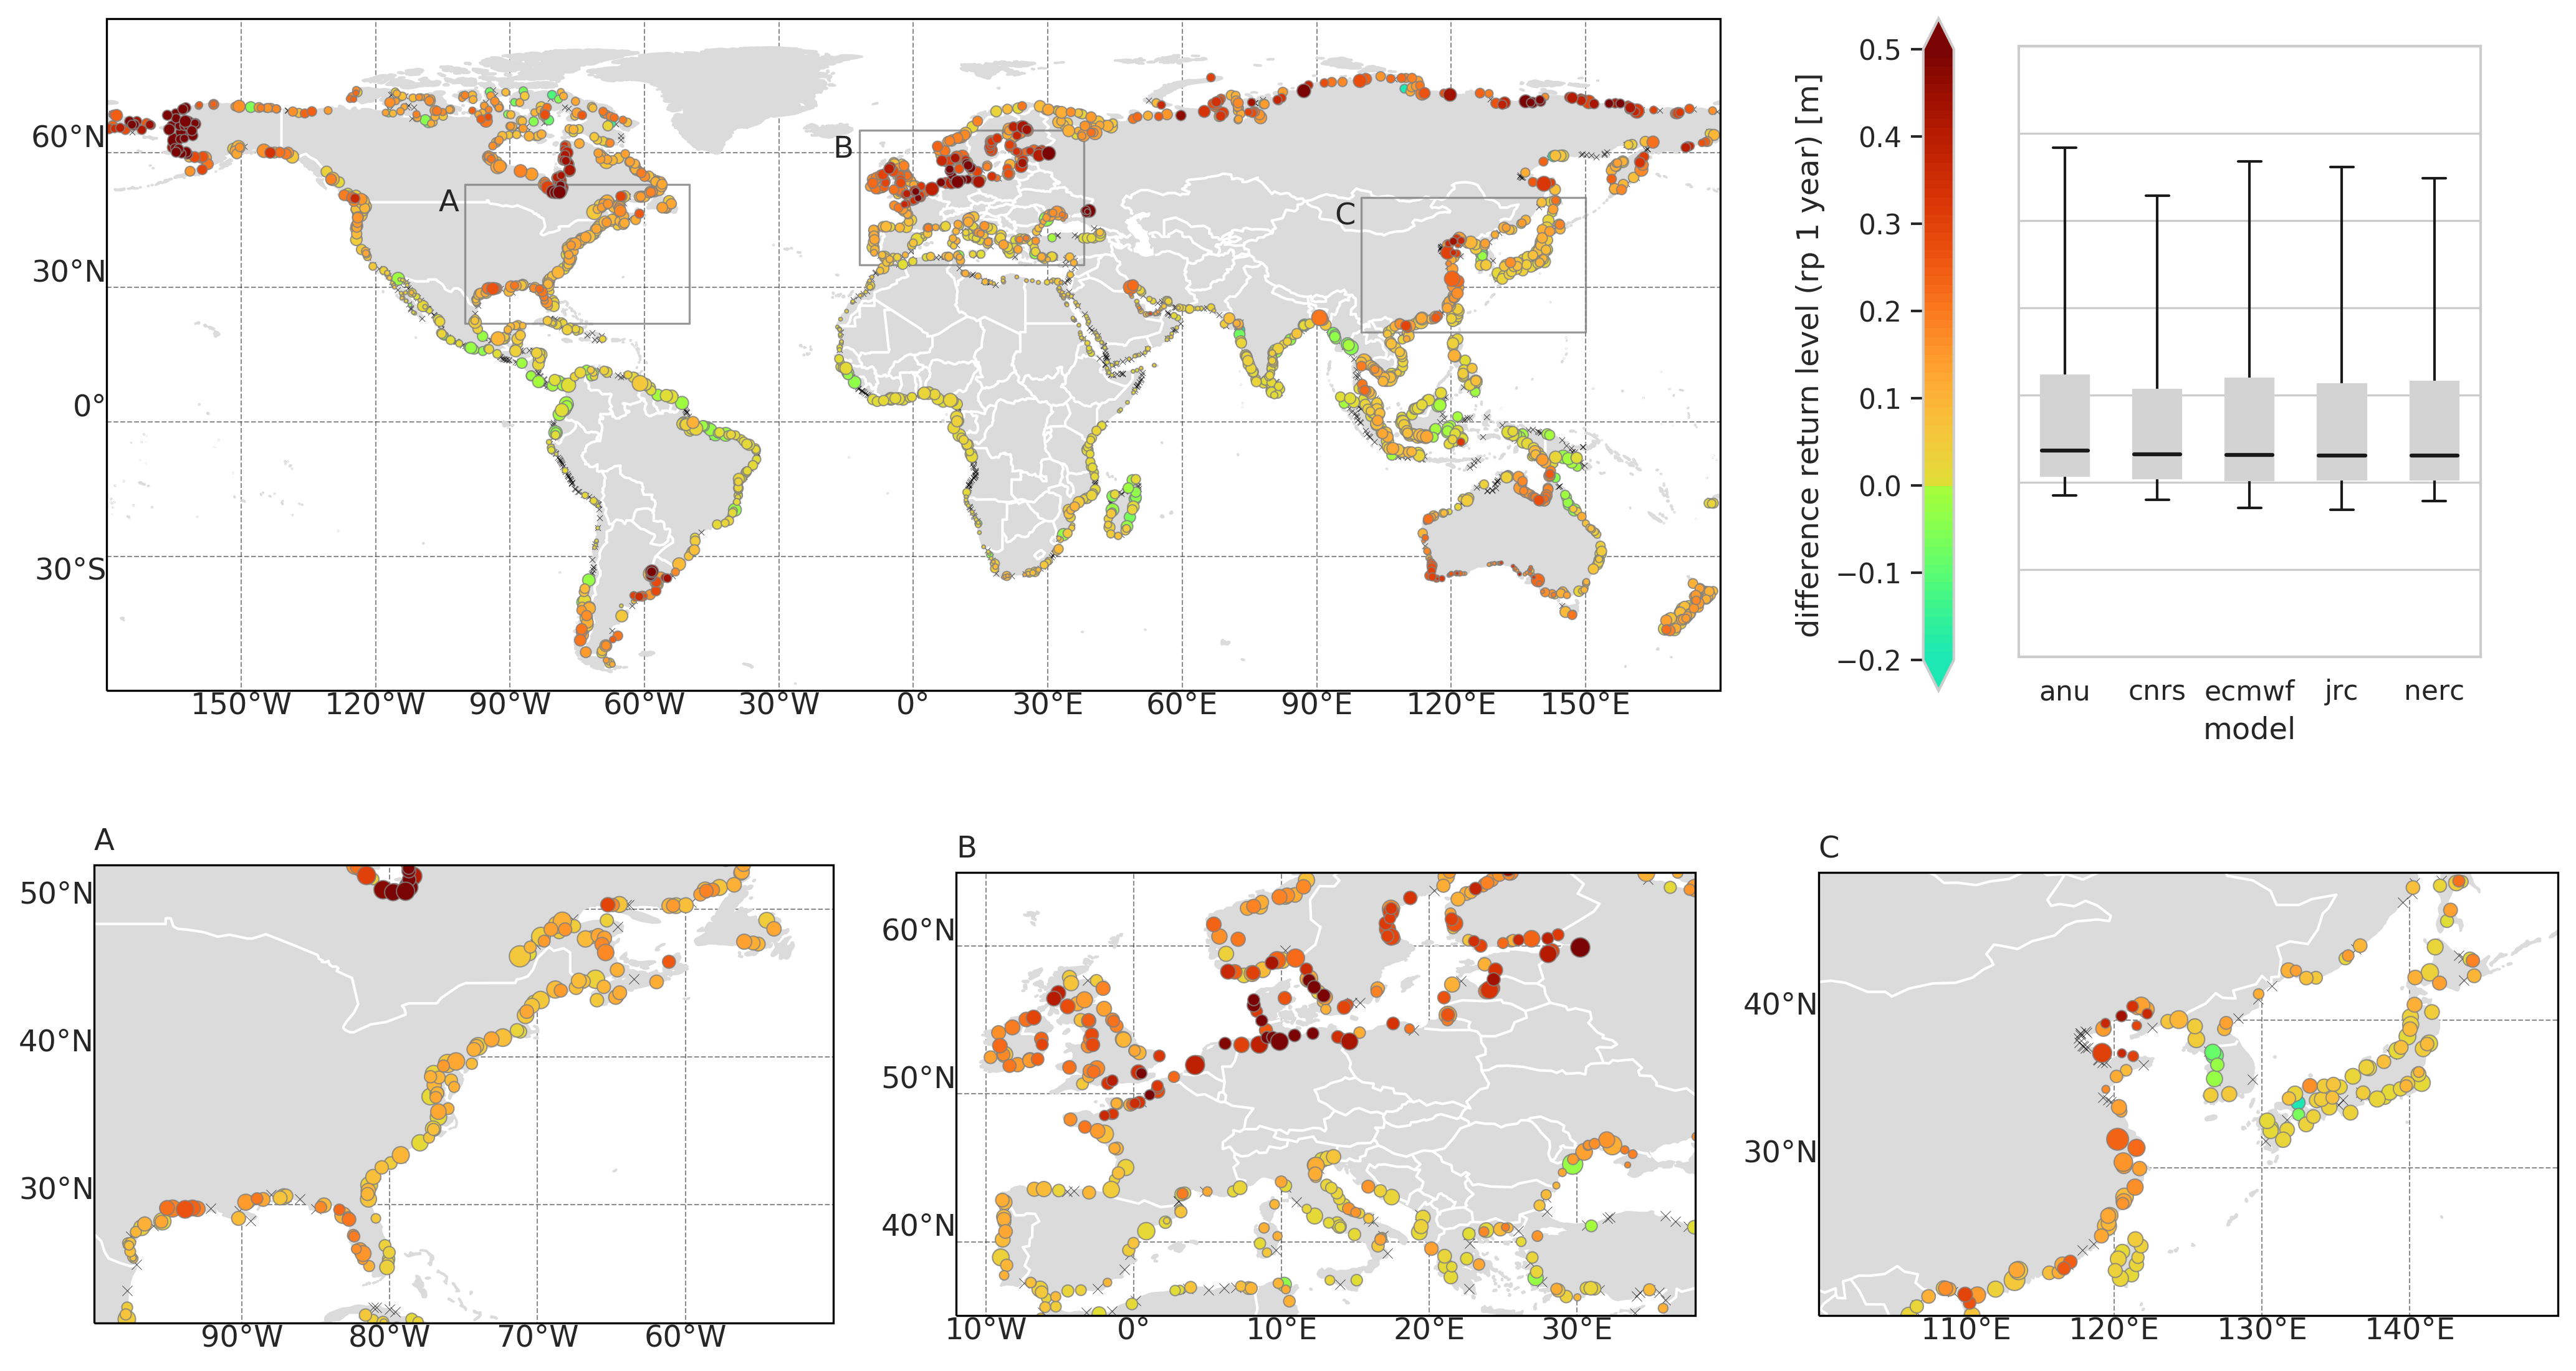 60°N
30°N
0°
30°S
150°W 120°W 90°W 60°W 30°W 0° 30°E 60°E 90°E 120°E 150°E
A
B
C
difference return level (rp 1 year) [m]
0.5
0.4
0.3
0.2
0.1
0.0
−0.1
−0.2
anu cnrs ecmwf jrc nerc
model
A
50°N
40°N
30°N
90°W 80°W 70°W 60°W
B
60°N
50°N
40°N
10°W 0° 10°E 20°E 30°E
C
40°N
30°N
110°E 120°E 130°E 140°E